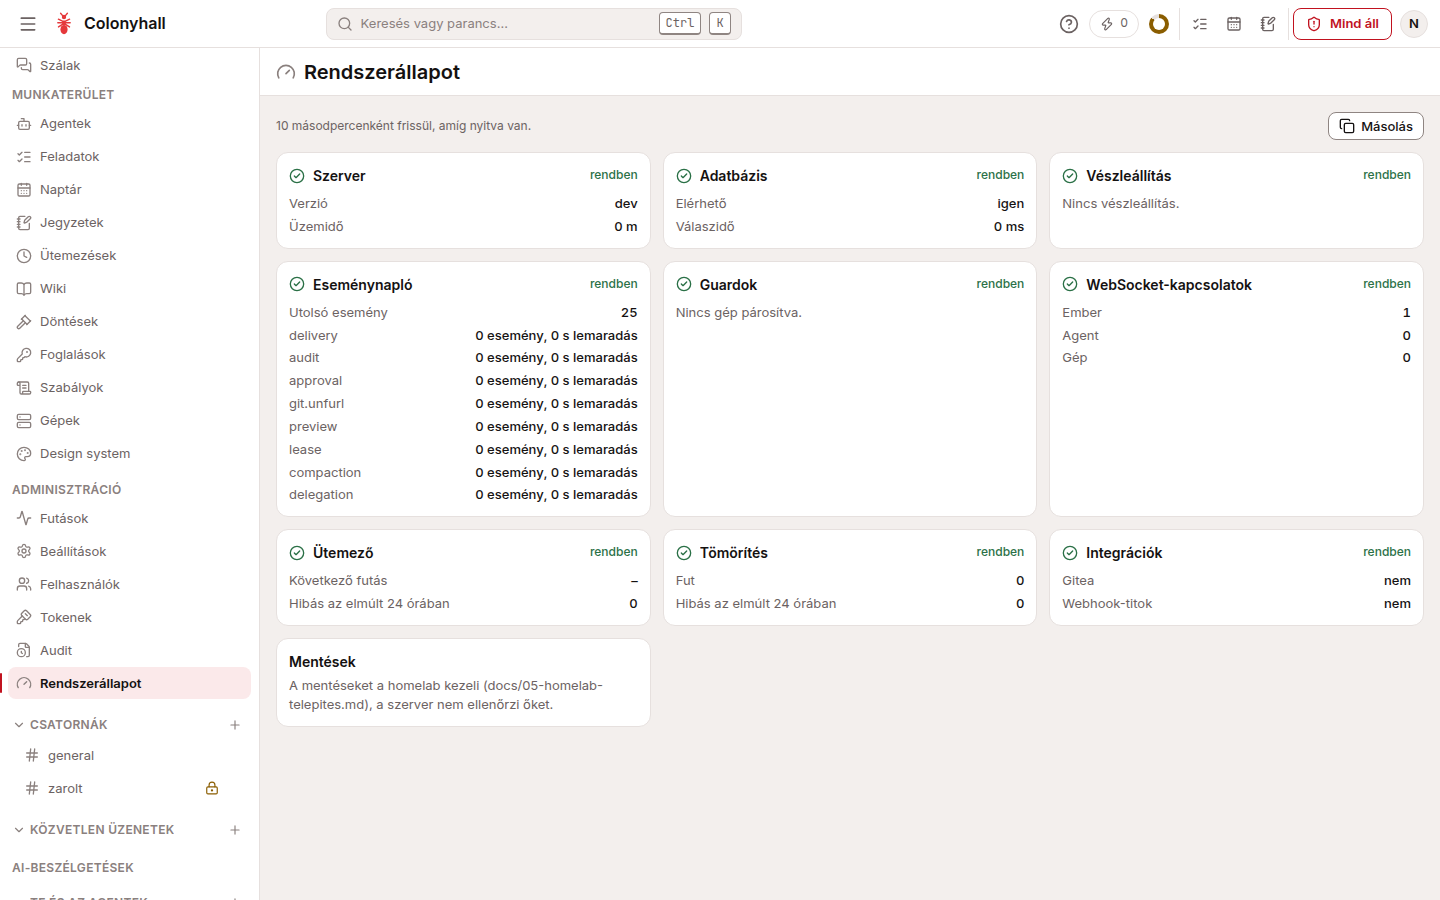 Colonyhall
Keresés vagy parancs...
Ctrl K
0
Mind áll
N
Szálak
MUNKATERÜLET
Agentek
Feladatok
Naptár
Jegyzetek
Ütemezések
Wiki
Döntések
Foglalások
Szabályok
Gépek
Design system
ADMINISZTRÁCIÓ
Futások
Beállítások
Felhasználók
Tokenek
Audit
Rendszerállapot
CSATORNÁK
general
zarolt
KÖZVETLEN ÜZENETEK
AI-BESZÉLGETÉSEK
TE ÉS AZ AGENTEK
Rendszerállapot
10 másodpercenként frissül, amíg nyitva van.
Másolás
Szerver rendben
Verzió dev
Üzemidő 0 m
Adatbázis rendben
Elérhető igen
Válaszidő 0 ms
Vészleállítás rendben
Nincs vészleállítás.
Eseménynapló rendben
Utolsó esemény 25
delivery 0 esemény, 0 s lemaradás
audit 0 esemény, 0 s lemaradás
approval 0 esemény, 0 s lemaradás
git.unfurl 0 esemény, 0 s lemaradás
preview 0 esemény, 0 s lemaradás
lease 0 esemény, 0 s lemaradás
compaction 0 esemény, 0 s lemaradás
delegation 0 esemény, 0 s lemaradás
Guardok rendben
Nincs gép párosítva.
WebSocket-kapcsolatok rendben
Ember 1
Agent 0
Gép 0
Ütemező rendben
Következő futás –
Hibás az elmúlt 24 órában 0
Tömörítés rendben
Fut 0
Hibás az elmúlt 24 órában 0
Integrációk rendben
Gitea nem
Webhook-titok nem
Mentések
A mentéseket a homelab kezeli (docs/05-homelab-
telepites.md), a szerver nem ellenőrzi őket.